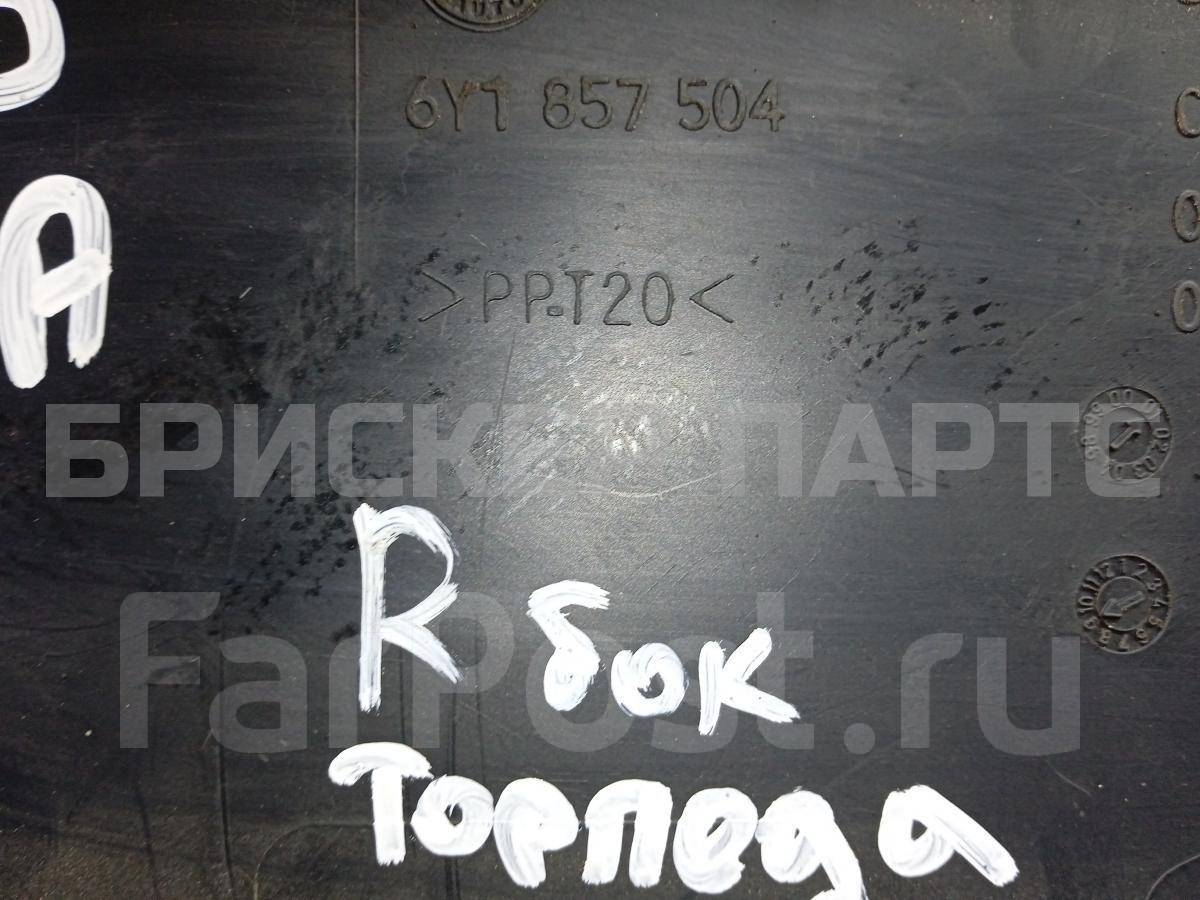 6Y1 857 504
>PP-T20<
A
БРИСК ПАРТС
R бок
FarPost.ru
Торпеда